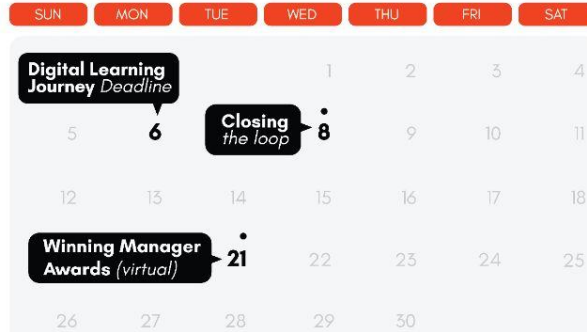 SUN MON TUE WED THU FRI SAT
Digital Learning
Journey Deadline
1 2 3 4
5 6 8 9 10 11
Closing
the loop
12 13 14 15 16 17 18
Winning Manager
Awards (virtual)
21 22 23 24 25
26 27 28 29 30